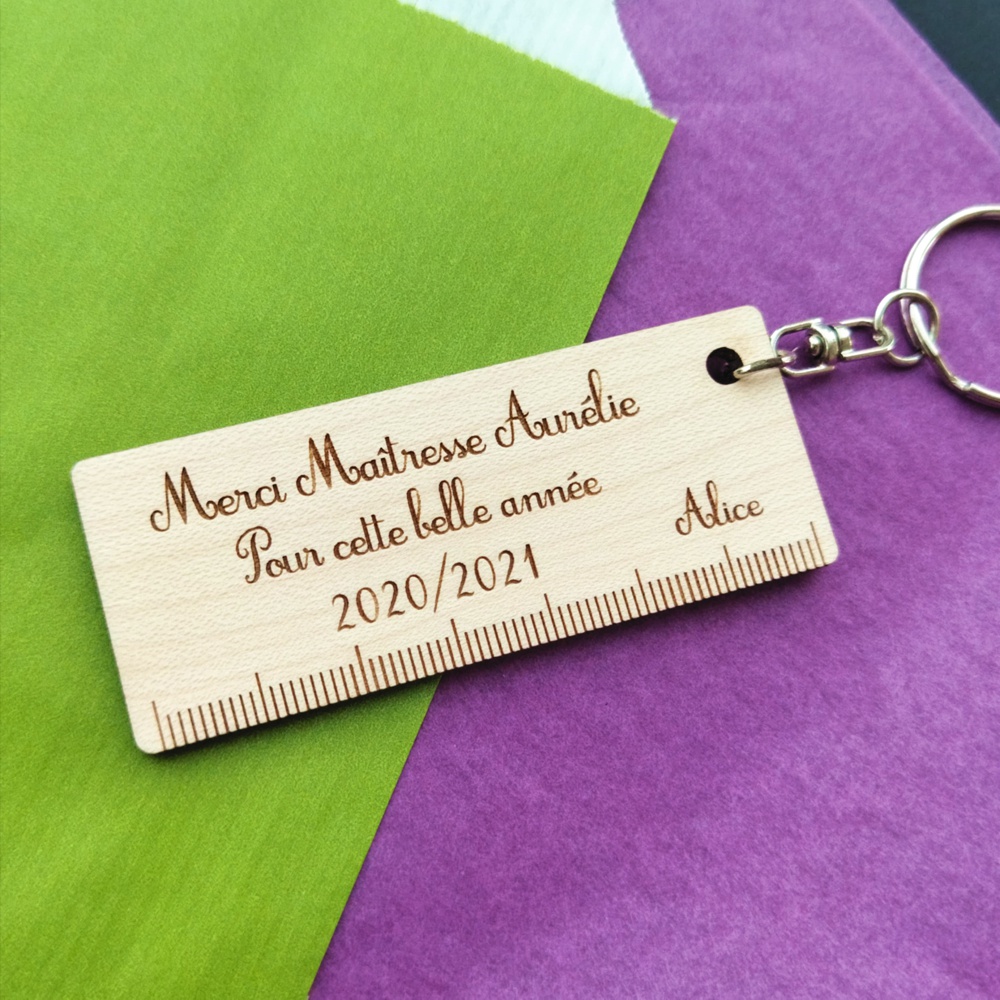 Merci Maîtresse Aurélie
Pour cette belle année
2020/2021
Alice